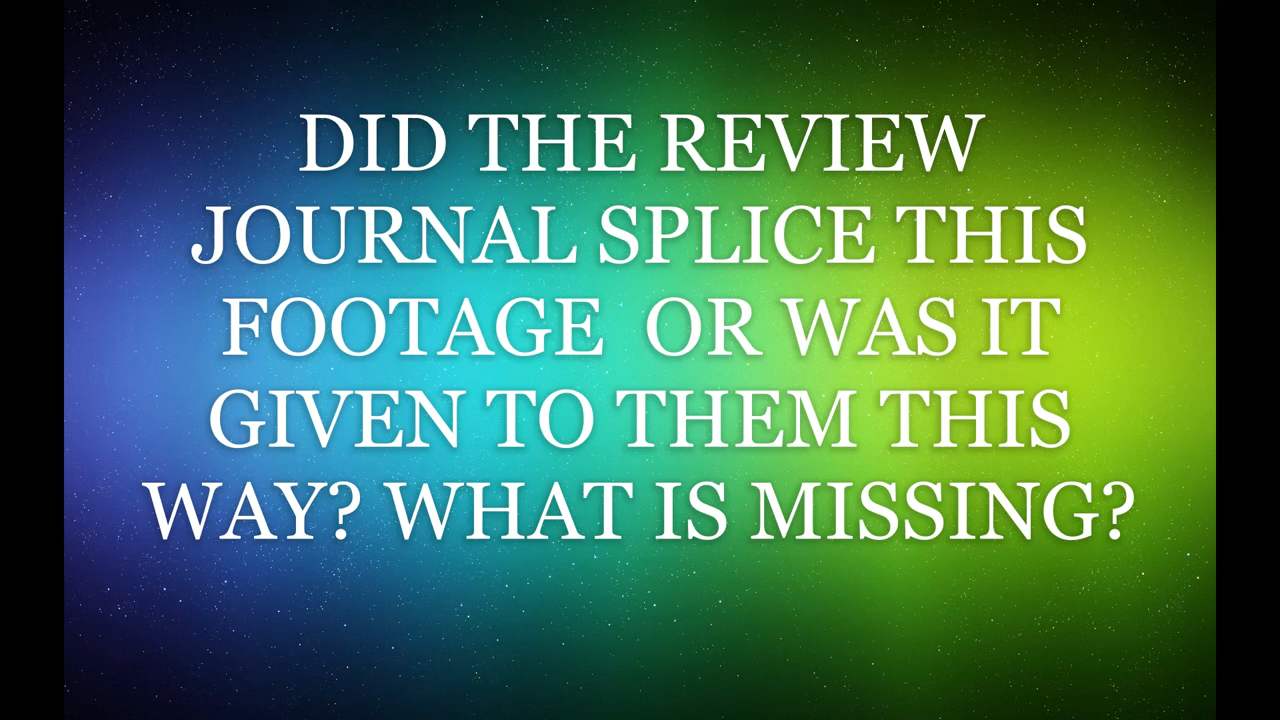 DID THE REVIEW
JOURNAL SPLICE THIS
FOOTAGE  OR WAS IT
GIVEN TO THEM THIS
WAY? WHAT IS MISSING?